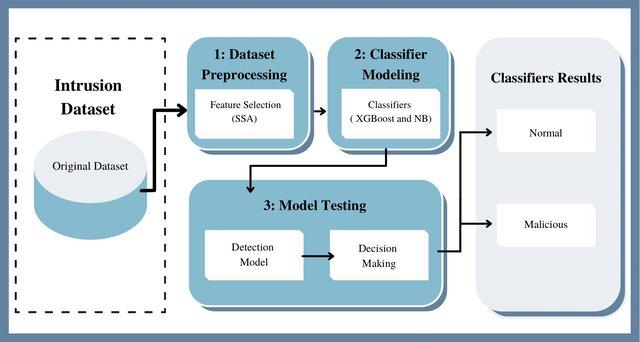 Intrusion
Dataset
Original Dataset
1: Dataset
Preprocessing
Feature Selection
(SSA)
2: Classifier
Modeling
Classifiers
( XGBoost and NB)
3: Model Testing
Detection
Model
Decision
Making
Classifiers Results
Normal
Malicious